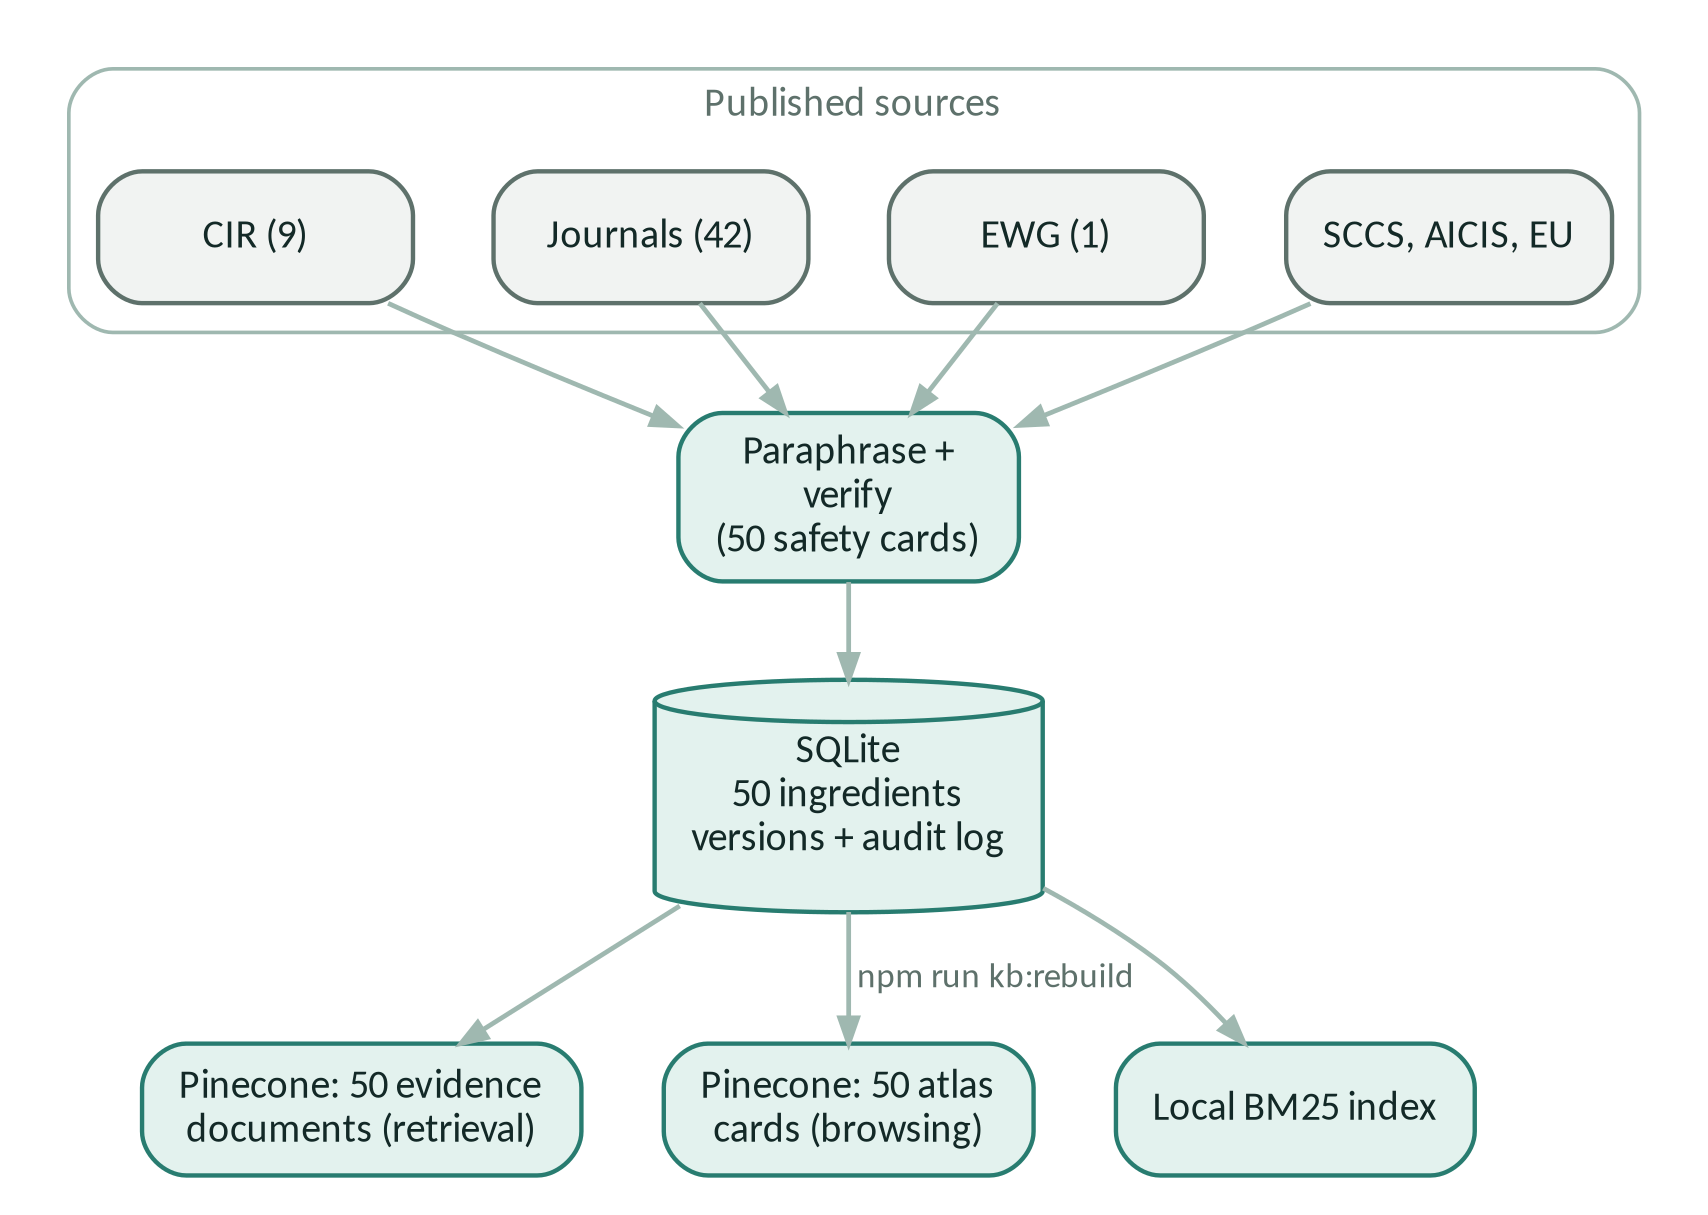 Published sources
CIR (9)
Journals (42)
EWG (1)
SCCS, AICIS, EU
Paraphrase +
verify
(50 safety cards)
SQLite
50 ingredients
versions + audit log
npm run kb:rebuild
Pinecone: 50 evidence
documents (retrieval)
Pinecone: 50 atlas
cards (browsing)
Local BM25 index